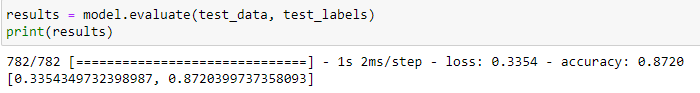 results = model.evaluate(test_data, test_labels)
print(results)
782/782 [==============================] - 1s 2ms/step - loss: 0.3354 - accuracy: 0.8720
[0.3354349732398987, 0.8720399737358093]